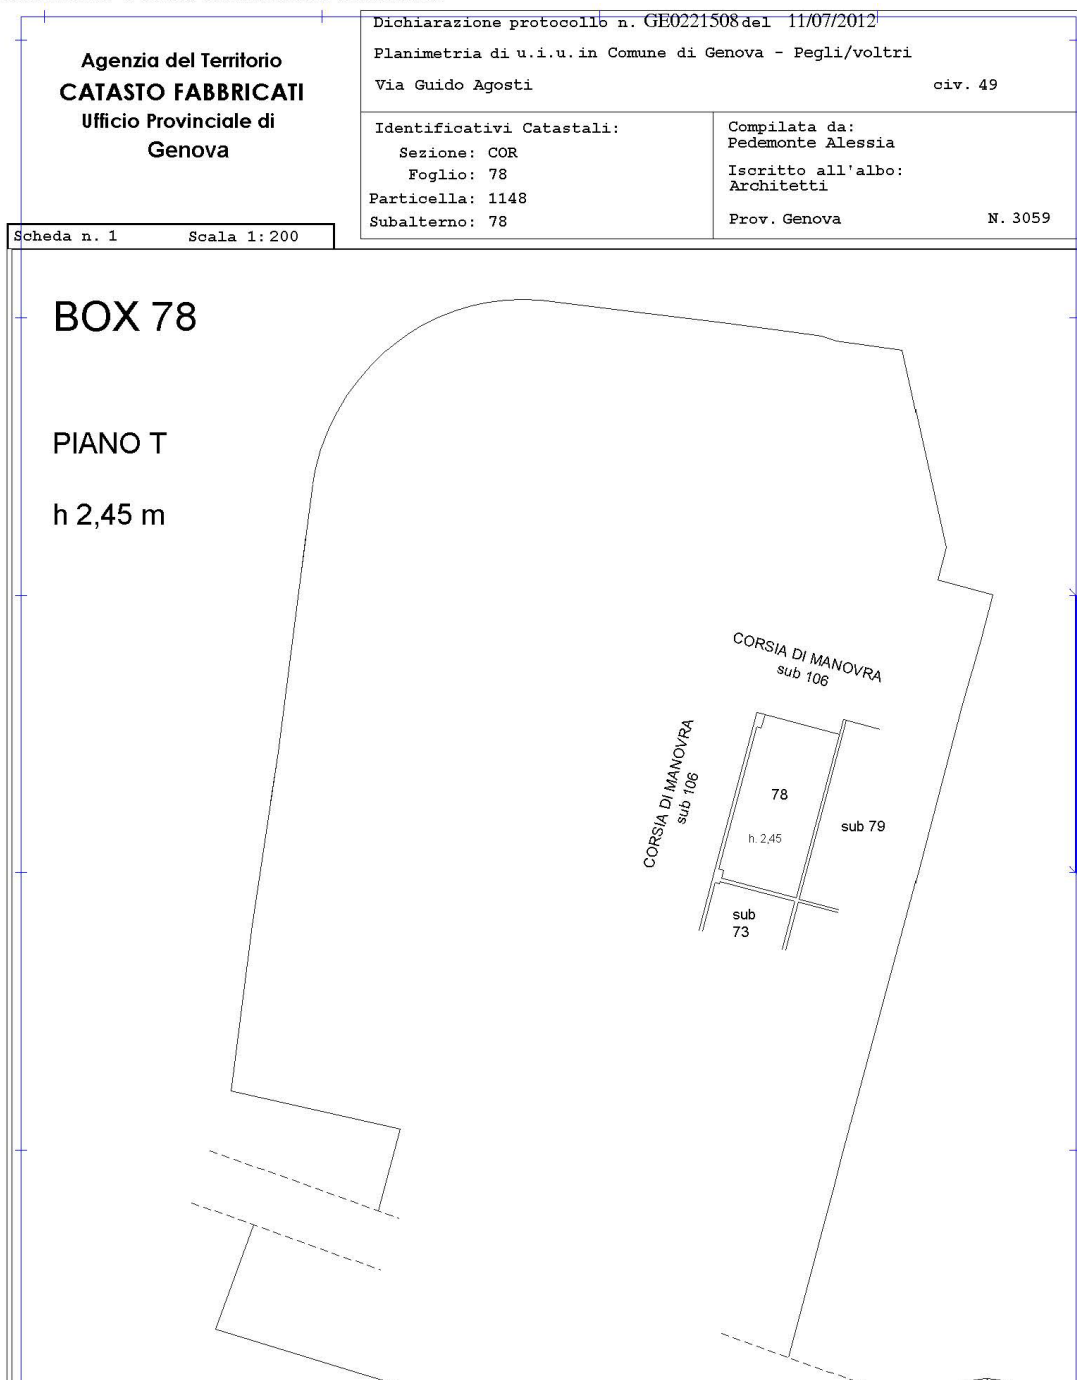 Agenzia del Territorio
CATASTO FABBRICATI
Ufficio Provinciale di
Genova
Dichiarazione protocollo n. GE0221508 del 11/07/2012
Planimetria di u.i.u. in Comune di Genova - Pegli/voltri
Via Guido Agosti civ. 49
Identificativi Catastali:
Sezione: COR
Foglio: 78
Particella: 1148
Subalterno: 78
Compilata da:
Pedemonte Alessia
Iscritto all'albo:
Architetti
Prov. Genova N. 3059
Scheda n. 1 Scala 1:200
BOX 78
PIANO T
h 2,45 m
CORSIA DI MANOVRA
sub 106
CORSIA DI MANOVRA
sub 106
78
h. 2,45
sub 79
sub
73